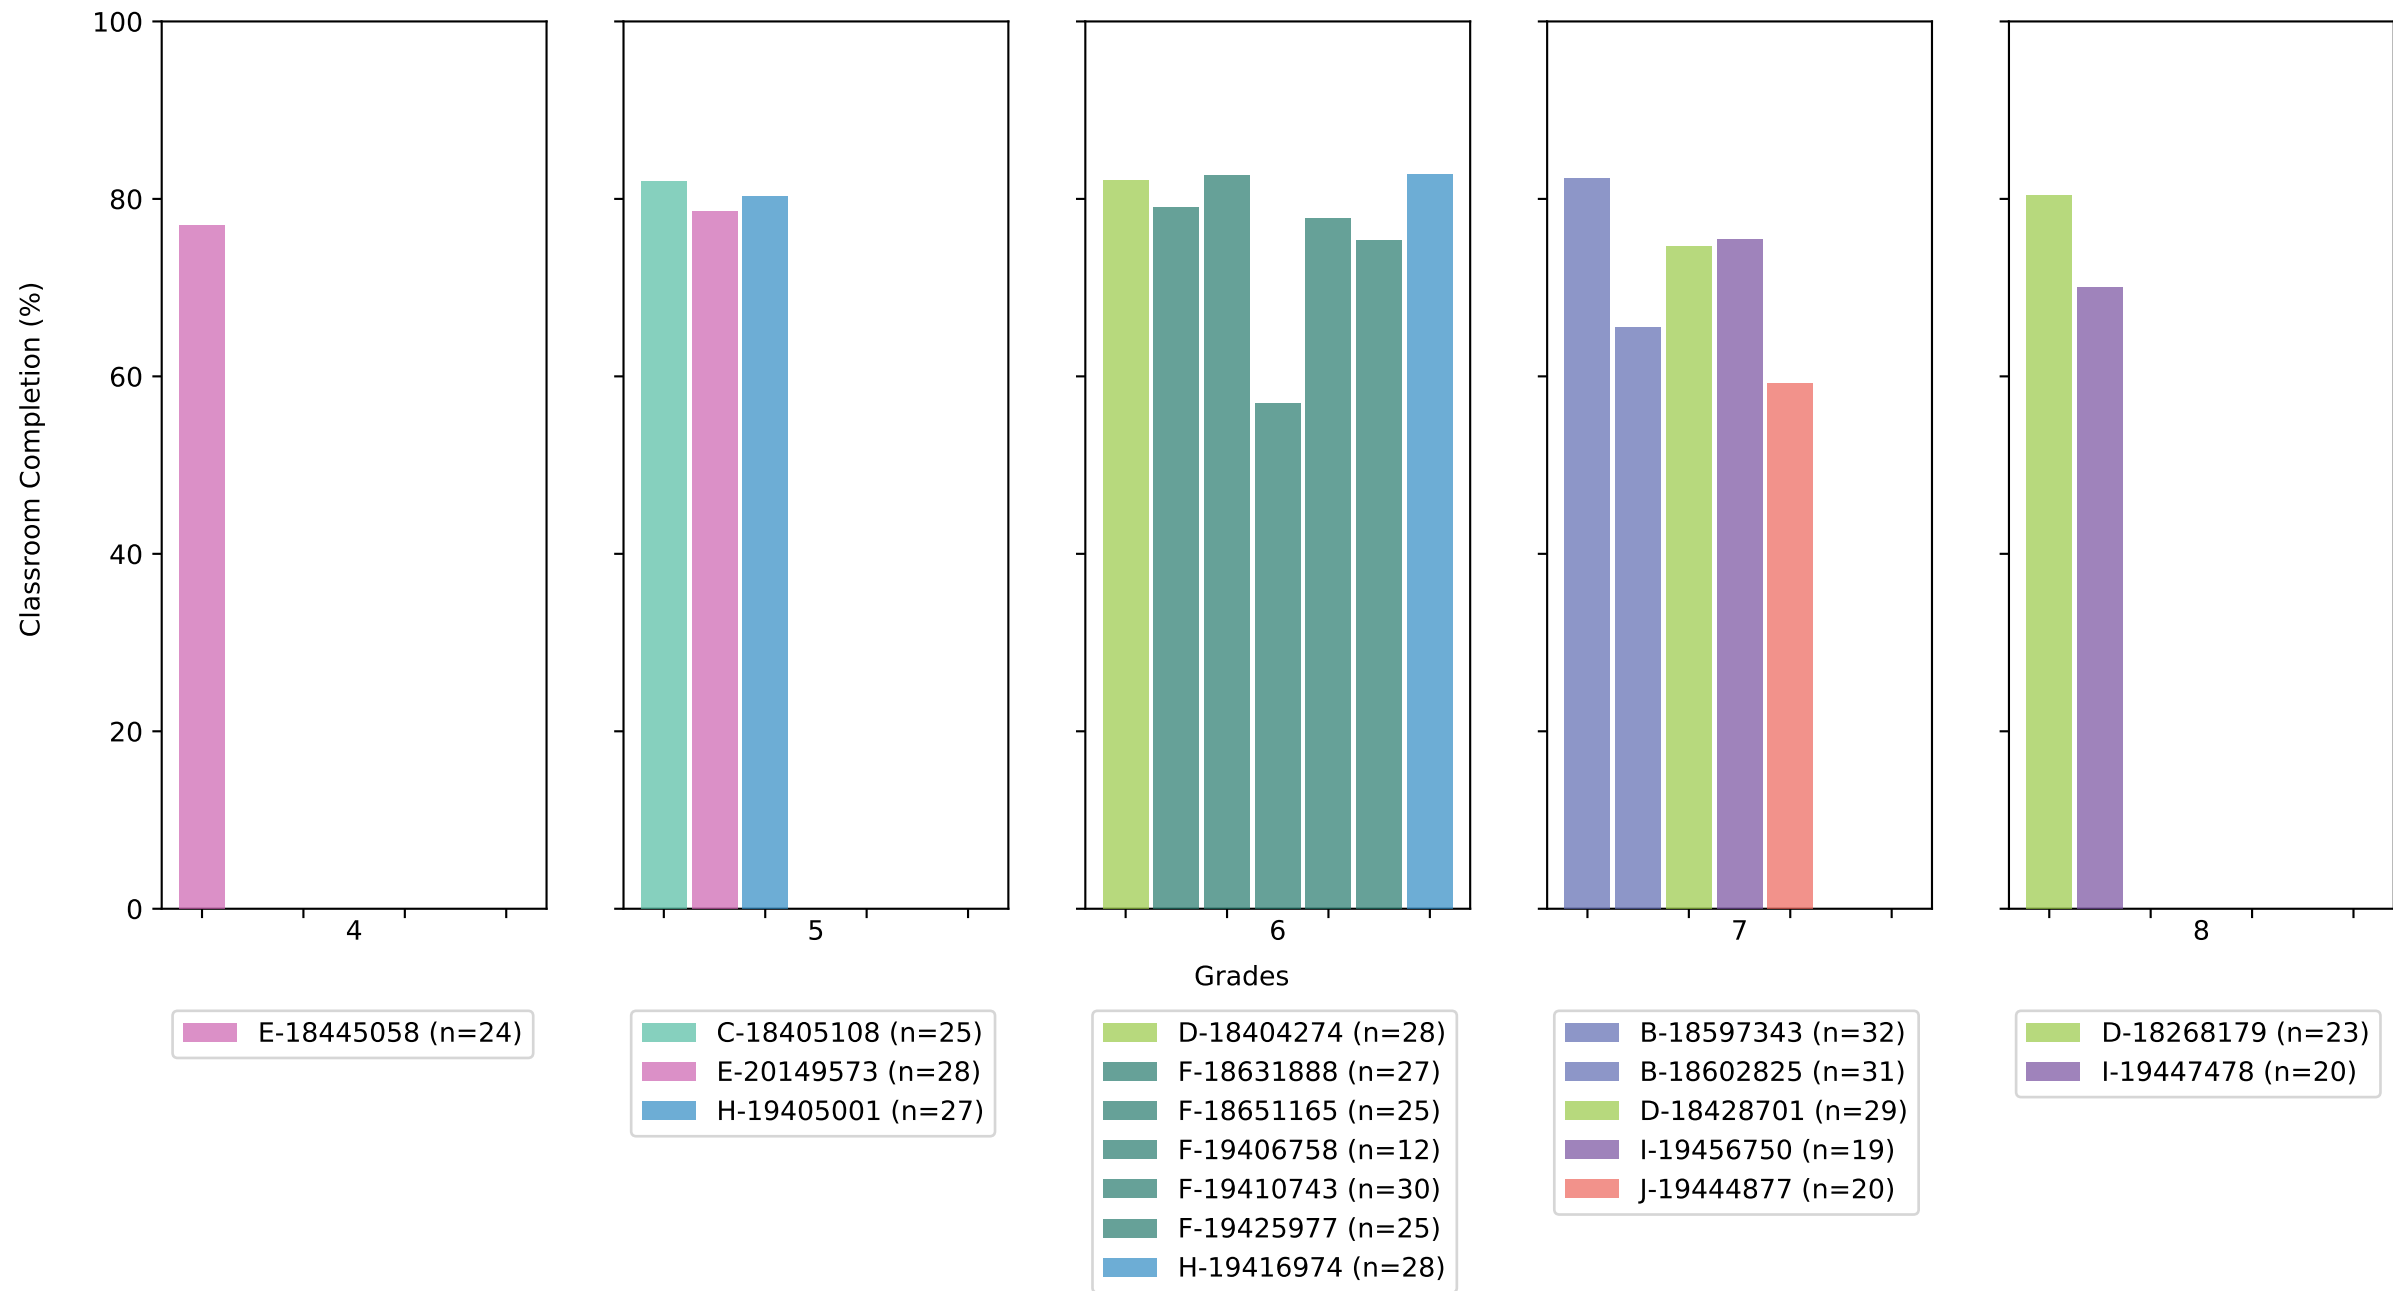 Classroom Completion (%)
100
80
60
40
20
0
4
5
6
7
8
Grades
E-18445058 (n=24)
C-18405108 (n=25)
E-20149573 (n=28)
H-19405001 (n=27)
D-18404274 (n=28)
F-18631888 (n=27)
F-18651165 (n=25)
F-19406758 (n=12)
F-19410743 (n=30)
F-19425977 (n=25)
H-19416974 (n=28)
B-18597343 (n=32)
B-18602825 (n=31)
D-18428701 (n=29)
I-19456750 (n=19)
J-19444877 (n=20)
D-18268179 (n=23)
I-19447478 (n=20)